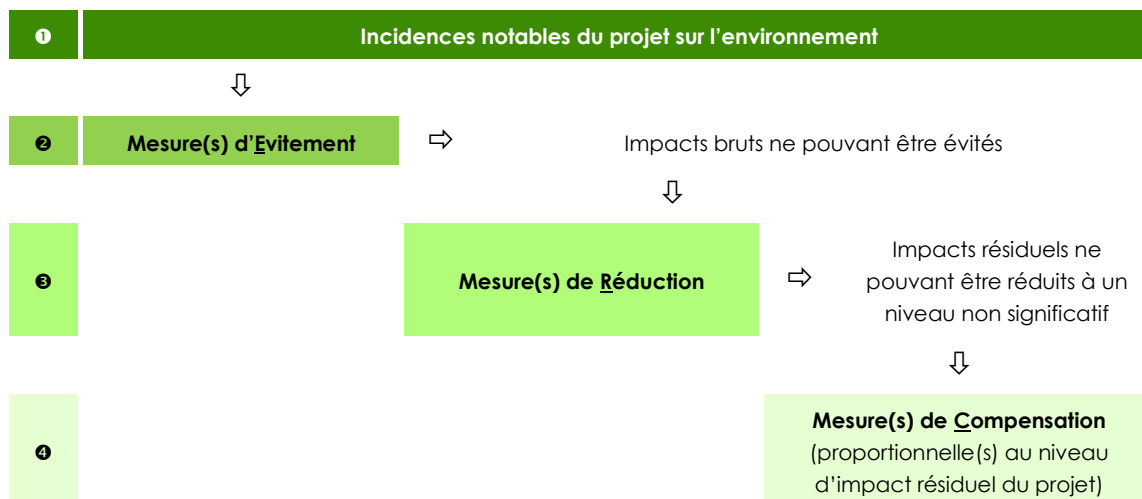 ❶ Incidences notables du projet sur l’environnement
⇩
❷ Mesure(s) d’Evitement ⇨ Impacts bruts ne pouvant être évités
⇩
❸ Mesure(s) de Réduction ⇨ Impacts résiduels ne
pouvant être réduits à un
niveau non significatif
⇩
❹ Mesure(s) de Compensation
(proportionnelle(s) au niveau
d’impact résiduel du projet)